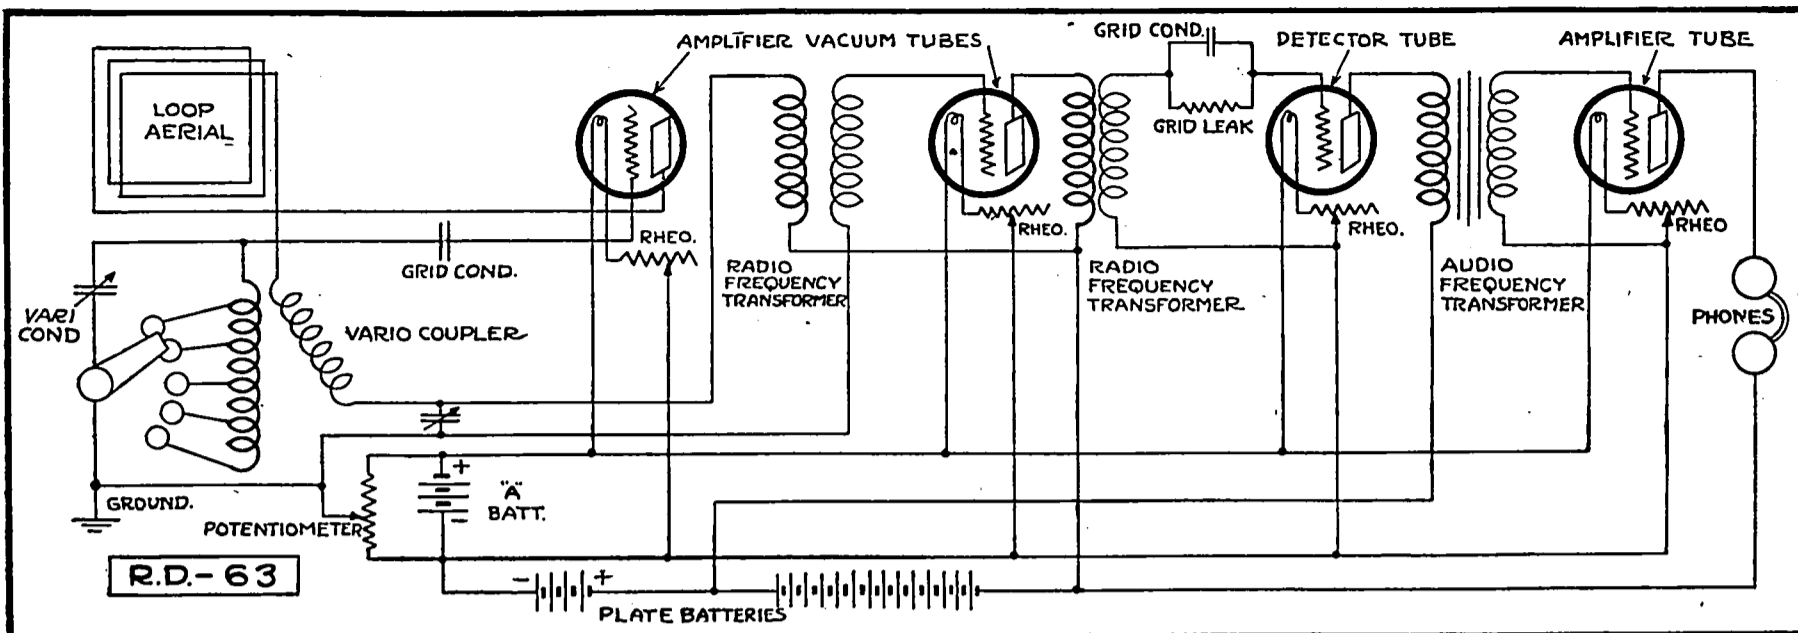 AMPLIFIER VACUUM TUBES
GRID COND.
DETECTOR TUBE
AMPLIFIER TUBE
LOOP
AERIAL
GRID LEAK
RHEO.
RHEO.
RHEO.
RHEO
GRID COND.
VARI
COND
VARIO COUPLER
RADIO
FREQUENCY
TRANSFORMER
RADIO
FREQUENCY
TRANSFORMER
AUDIO
FREQUENCY
TRANSFORMER
PHONES
GROUND.
POTENTIOMETER
+
"A"
BATT.
-
R.D.-63
- +
PLATE BATTERIES